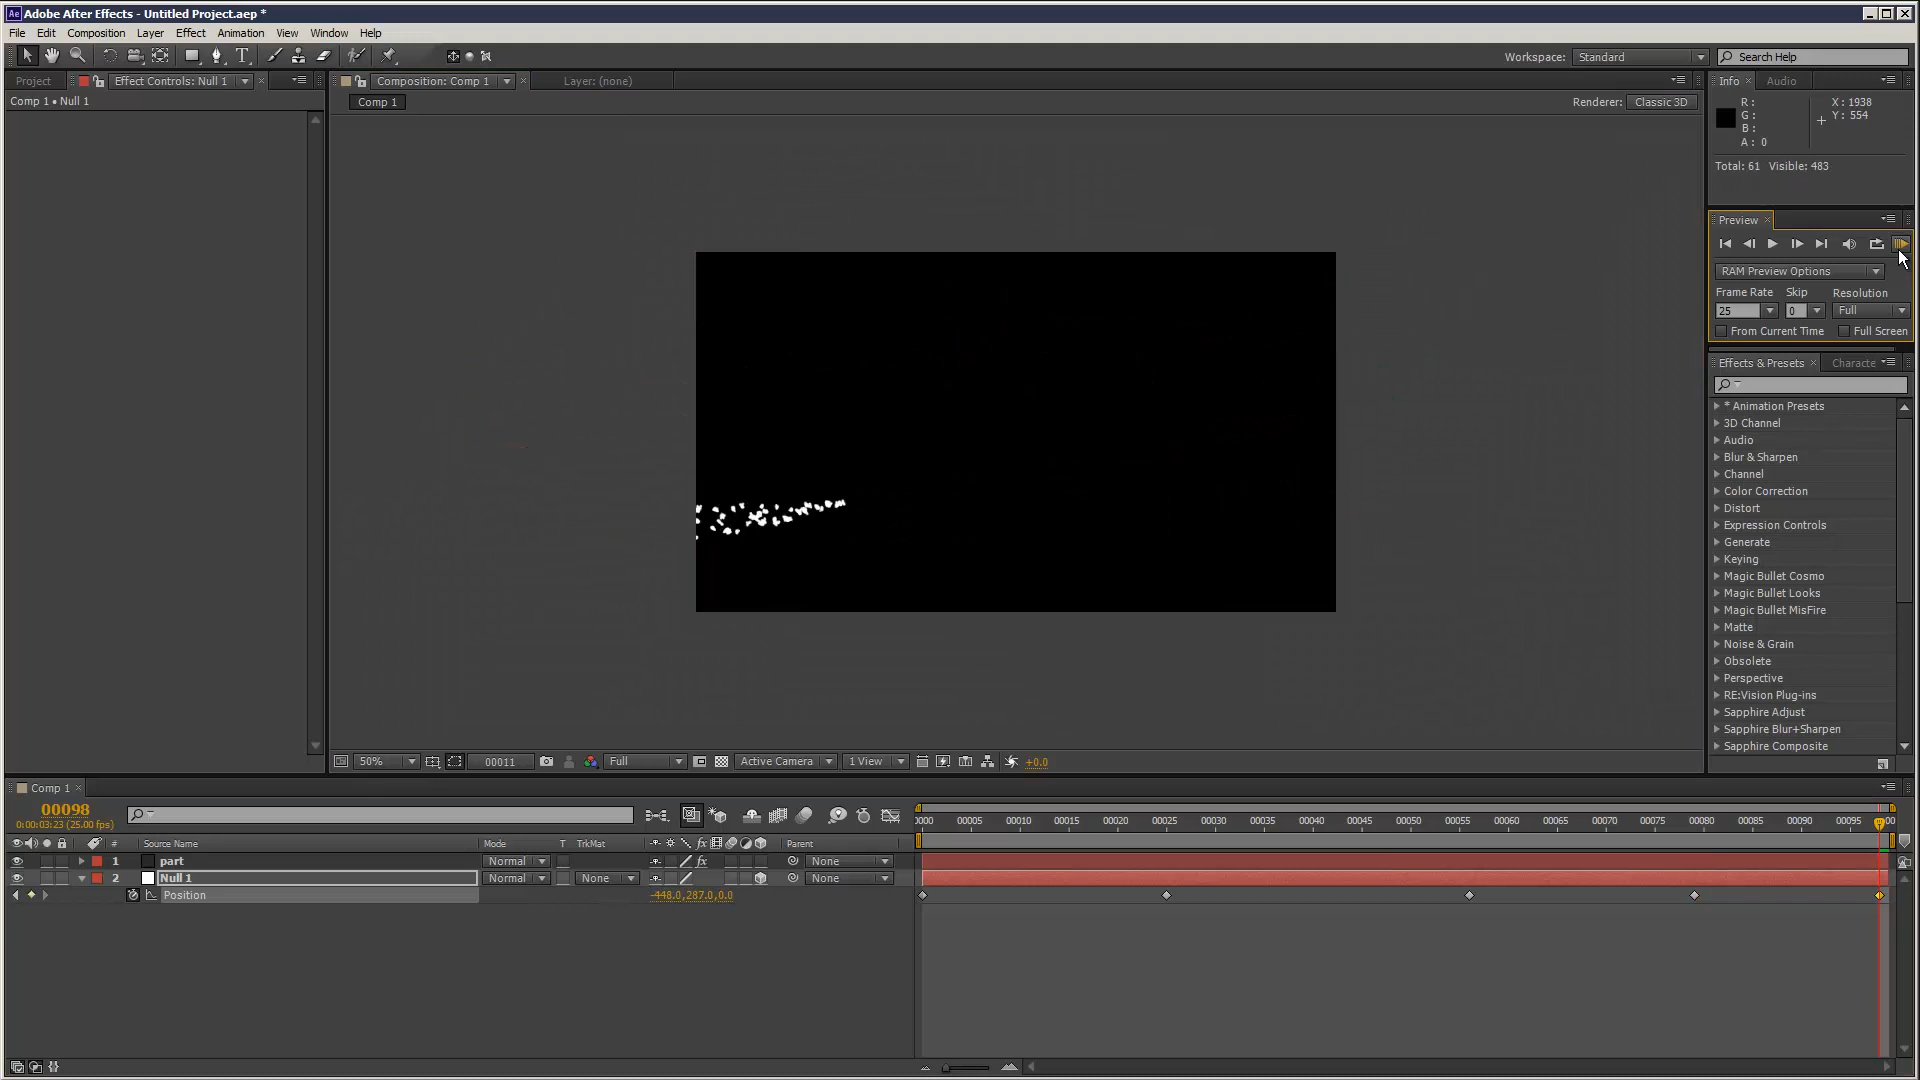 Adobe After Effects - Untitled Project.aep *
File Edit Composition Layer Effect Animation View Window Help
Workspace: Standard Search Help
Project Effect Controls: Null 1 Composition: Comp 1 Layer: (none) Info Audio
Comp 1 • Null 1
Comp 1 Renderer: Classic 3D
R : X : 1938
G : Y : 554
B :
A : 0
Total: 61 Visible: 483
Preview
RAM Preview Options
Frame Rate Skip Resolution
25 0 Full
From Current Time Full Screen
Effects & Presets Characte
* Animation Presets
3D Channel
Audio
Blur & Sharpen
Channel
Color Correction
Distort
Expression Controls
Generate
Keying
Magic Bullet Cosmo
Magic Bullet Looks
Magic Bullet MisFire
Matte
Noise & Grain
Obsolete
Perspective
RE:Vision Plug-ins
Sapphire Adjust
Sapphire Blur+Sharpen
Sapphire Composite
50% 00011 Full Active Camera 1 View +0.0
Comp 1
00098
0:00:03:23 (25.00 fps)
0000 00005 00010 00015 00020 00025 00030 00035 00040 00045 00050 00055 00060 00065 00070 00075 00080 00085 00090 00095 00
# Source Name Mode T TrkMat fx Parent
1 part Normal fx None
2 Null 1 Normal None None
Position -448.0,287.0,0.0